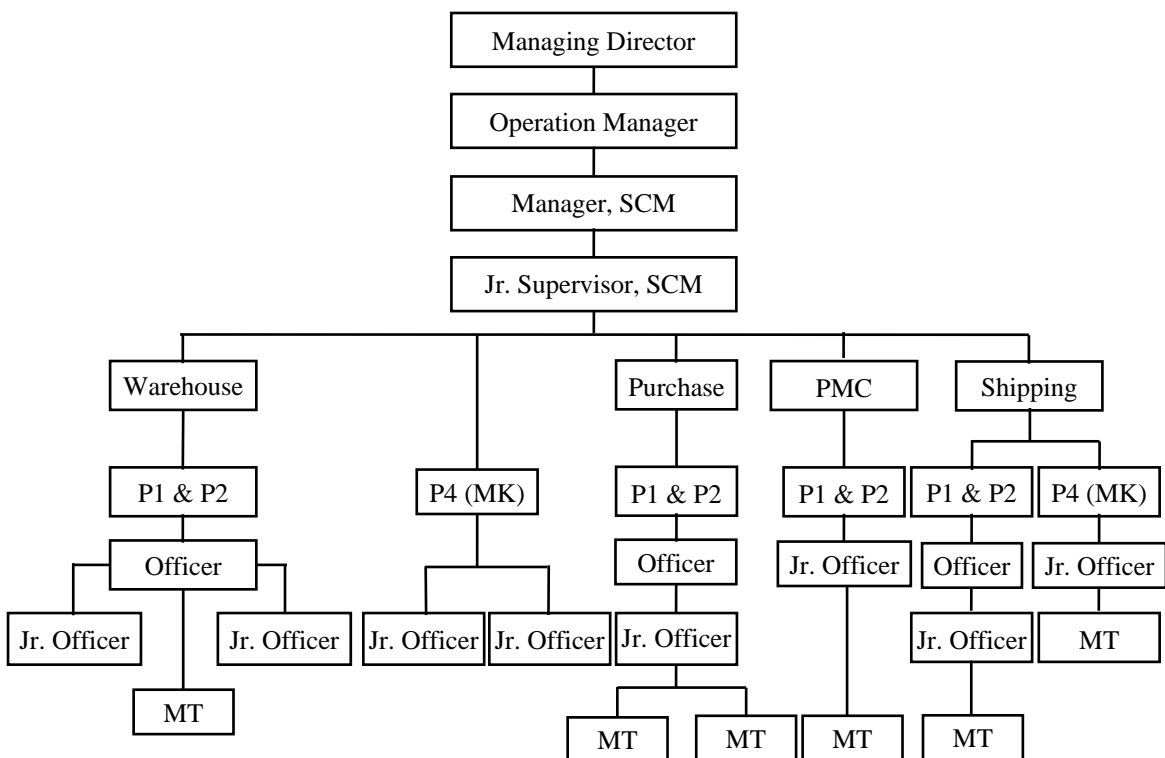 Managing Director
Operation Manager
Manager, SCM
Jr. Supervisor, SCM
Warehouse
Purchase
PMC
Shipping
P1 & P2
P4 (MK)
P1 & P2
P1 & P2
P1 & P2
P4 (MK)
Officer
Officer
Jr. Officer
Officer
Jr. Officer
Jr. Officer
Jr. Officer
Jr. Officer
Jr. Officer
Jr. Officer
Jr. Officer
MT
MT
MT
MT
MT
MT